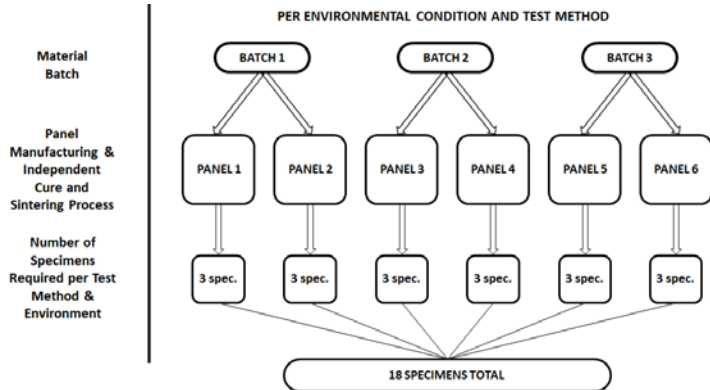 PER ENVIRONMENTAL CONDITION AND TEST METHOD
Material
Batch
BATCH 1
BATCH 2
BATCH 3
Panel
Manufacturing &
Independent
Cure and
Sintering Process
PANEL 1
PANEL 2
PANEL 3
PANEL 4
PANEL 5
PANEL 6
Number of
Specimens
Required per Test
Method &
Environment
3 spec.
3 spec.
3 spec.
3 spec.
3 spec.
3 spec.
18 SPECIMENS TOTAL